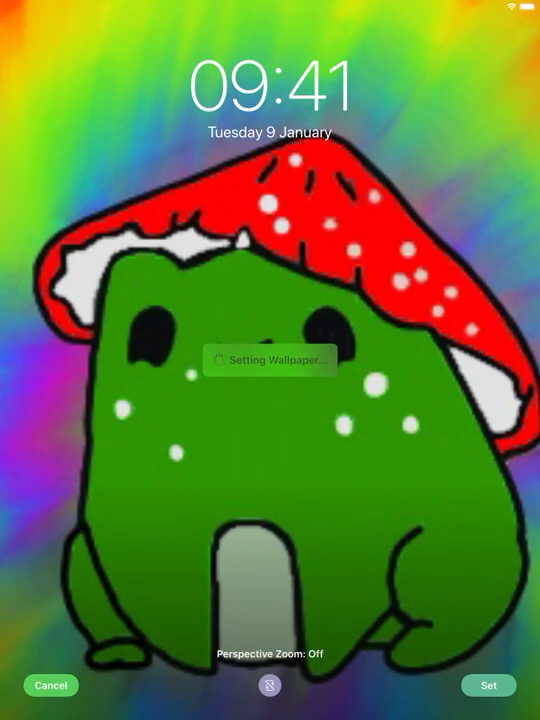 09:41
Tuesday 9 January
Setting Wallpaper...
Perspective Zoom: Off
Cancel
Set